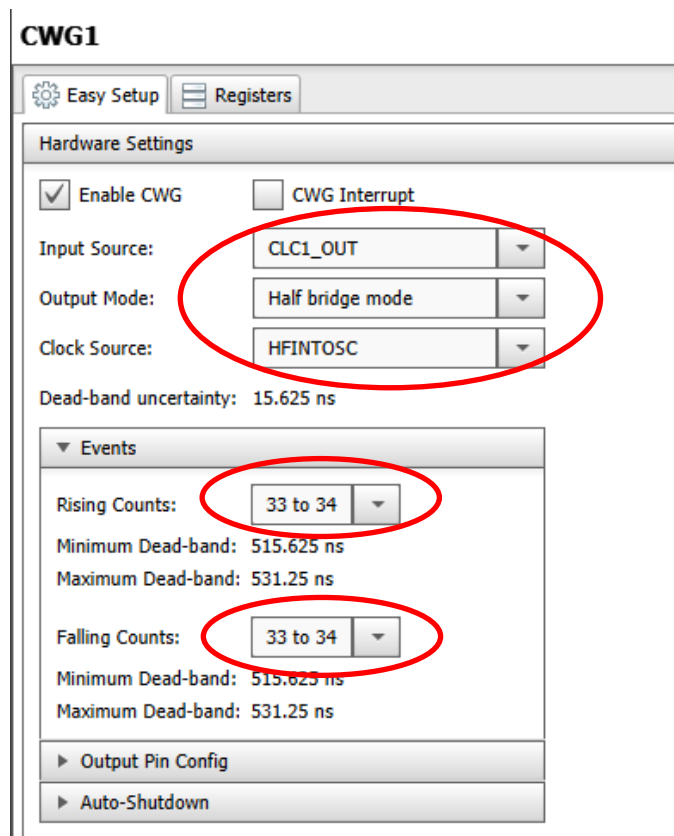 CWG1
Easy Setup Registers
Hardware Settings
Enable CWG CWG Interrupt
Input Source: CLC1_OUT
Output Mode: Half bridge mode
Clock Source: HFINTOSC
Dead-band uncertainty: 15.625 ns
Events
Rising Counts: 33 to 34
Minimum Dead-band: 515.625 ns
Maximum Dead-band: 531.25 ns
Falling Counts: 33 to 34
Minimum Dead-band: 515.625 ns
Maximum Dead-band: 531.25 ns
Output Pin Config
Auto-Shutdown